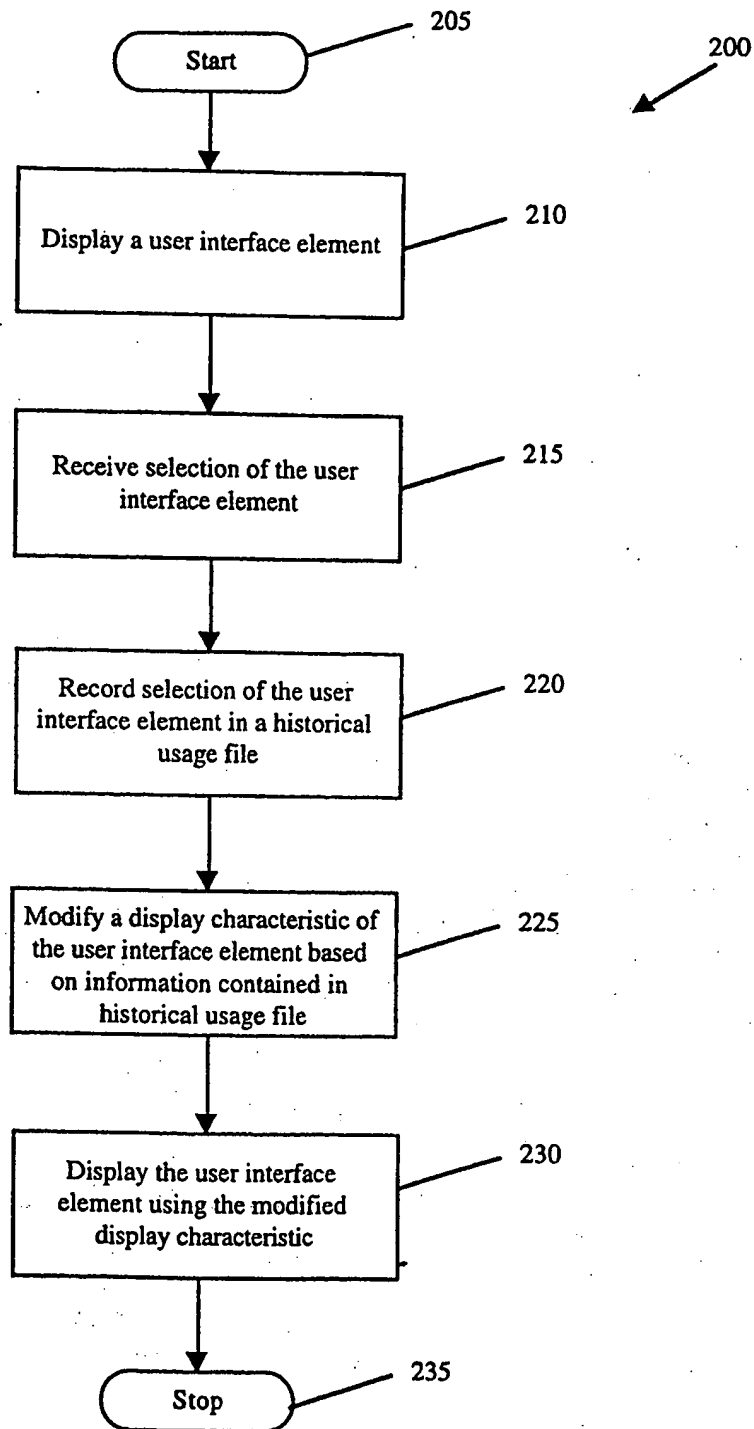 205
Start
200
210
Display a user interface element
215
Receive selection of the user
interface element
220
Record selection of the user
interface element in a historical
usage file
225
Modify a display characteristic of
the user interface element based
on information contained in
historical usage file
230
Display the user interface
element using the modified
display characteristic
235
Stop